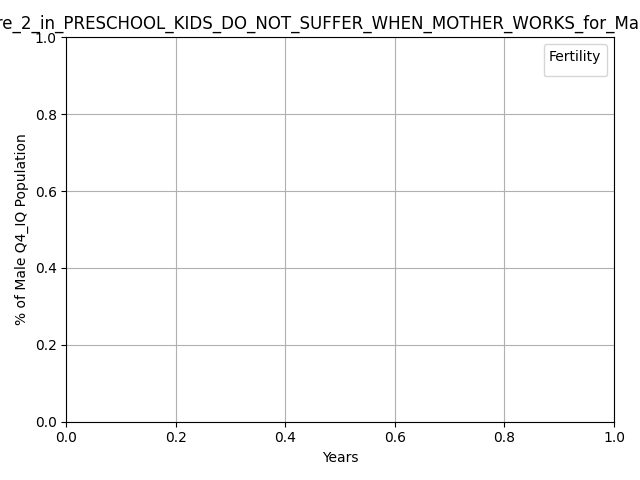 re_2_in_PRESCHOOL_KIDS_DO_NOT_SUFFER_WHEN_MOTHER_WORKS_for_Ma
Fertility
% of Male Q4_IQ Population
1.0
0.8
0.6
0.4
0.2
0.0
0.0 0.2 0.4 0.6 0.8 1.0
Years